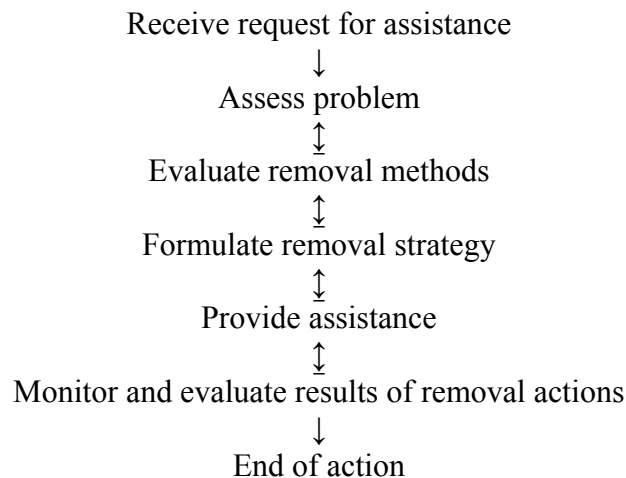 Receive request for assistance
↓
Assess problem
↕
Evaluate removal methods
↕
Formulate removal strategy
↕
Provide assistance
↕
Monitor and evaluate results of removal actions
↓
End of action